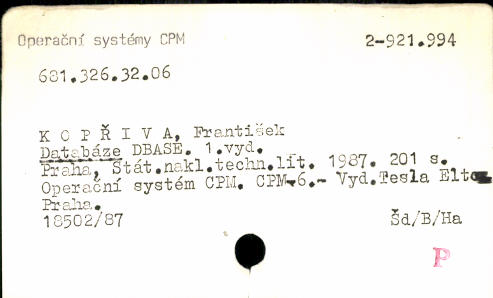 Operační systémy CPM 2-921.994
681.326.32.06
K O P Ř I V A, František
Databáze DBASE. 1.vyd.
Praha, Stát.nakl.techn.lit. 1987. 201 s.
Operační systém CPM. CPM-6.- Vyd.Tesla Eltos
Praha.
18502/87 Šd/B/Ha
P